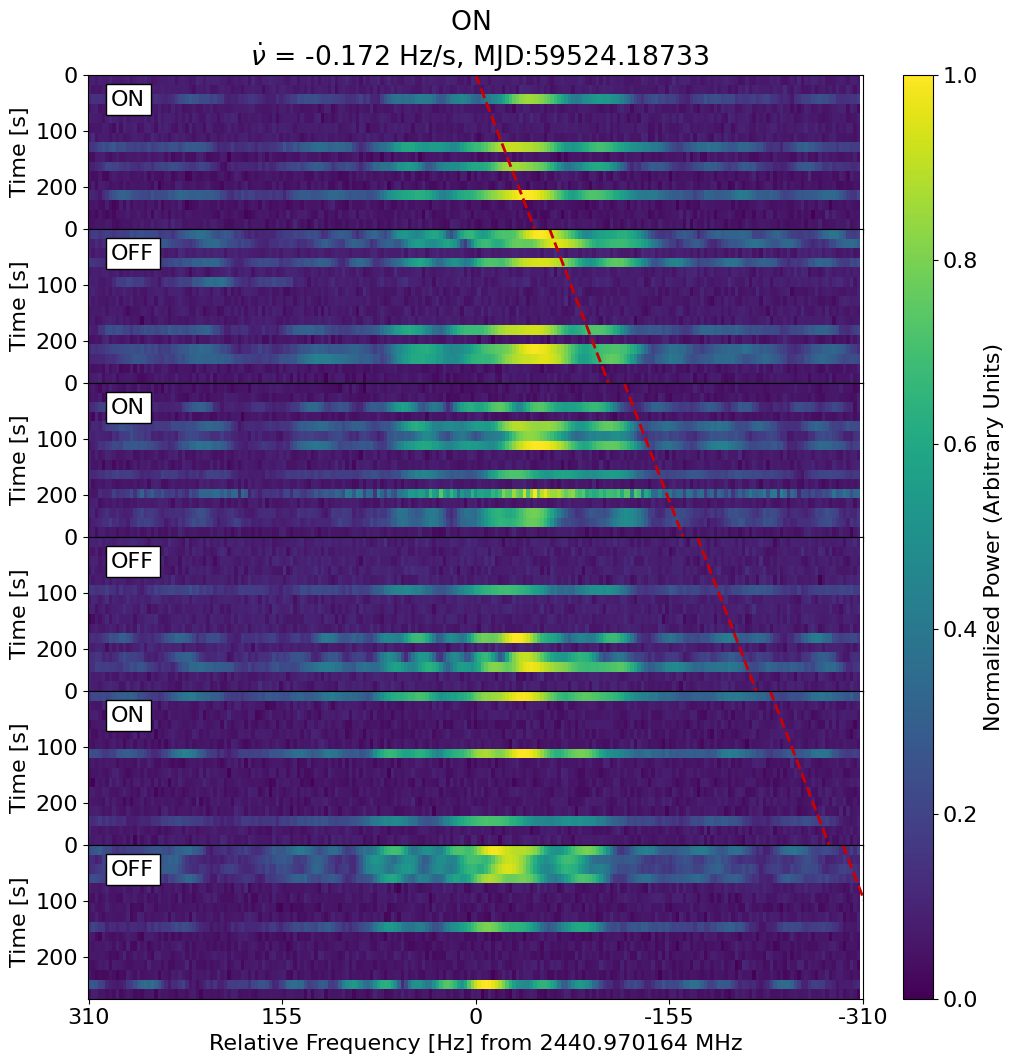 ON
ν̇ = -0.172 Hz/s, MJD:59524.18733
0
100
200
Time [s]
ON
0
100
200
Time [s]
OFF
0
100
200
Time [s]
ON
0
100
200
Time [s]
OFF
0
100
200
Time [s]
ON
0
100
200
Time [s]
OFF
310 155 0 -155 -310
Relative Frequency [Hz] from 2440.970164 MHz
1.0
0.8
0.6
0.4
0.2
0.0
Normalized Power (Arbitrary Units)